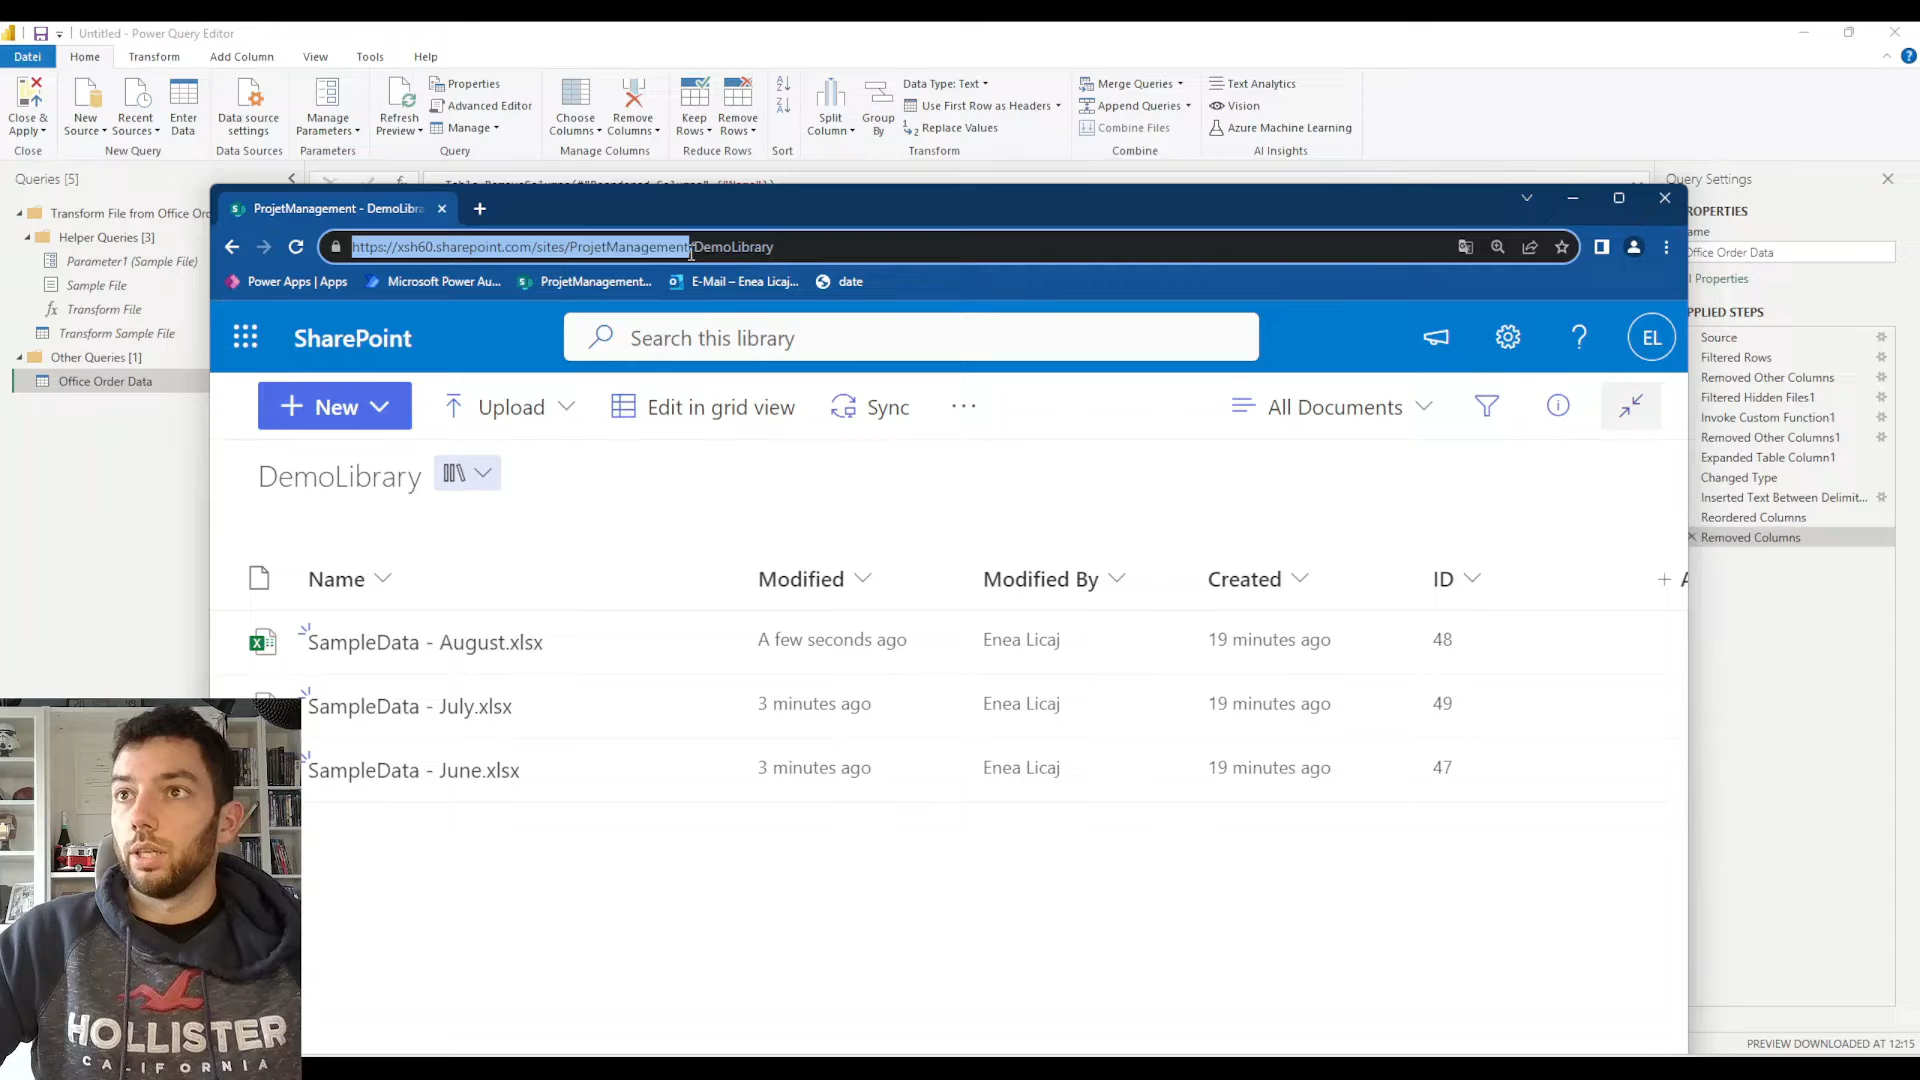 Untitled - Power Query Editor
Datei Home Transform Add Column View Tools Help
Close & Apply
New Source
Recent Sources
Enter Data
Data source settings
Manage Parameters
Refresh Preview
Properties
Advanced Editor
Manage
Choose Columns
Remove Columns
Keep Rows
Remove Rows
Split Column
Group By
Data Type: Text
Use First Row as Headers
Replace Values
Merge Queries
Append Queries
Combine Files
Text Analytics
Vision
Azure Machine Learning
Close New Query Data Sources Parameters Query Manage Columns Reduce Rows Sort Transform Combine AI Insights
Queries [5]
Transform File from Office Or
Helper Queries [3]
Parameter1 (Sample File)
Sample File
Transform File
Transform Sample File
Other Queries [1]
Office Order Data
ProjetManagement - DemoLibra
https://xsh60.sharepoint.com/sites/ProjetManagement/DemoLibrary
Power Apps | Apps Microsoft Power Au... ProjetManagement... E-Mail – Enea Licaj... date
SharePoint Search this library EL
New Upload Edit in grid view Sync ··· All Documents
DemoLibrary
Name Modified Modified By Created ID + A
SampleData - August.xlsx A few seconds ago Enea Licaj 19 minutes ago 48
SampleData - July.xlsx 3 minutes ago Enea Licaj 19 minutes ago 49
SampleData - June.xlsx 3 minutes ago Enea Licaj 19 minutes ago 47
Query Settings
ROPERTIES
ame
Office Order Data
l Properties
PPLIED STEPS
Source
Filtered Rows
Removed Other Columns
Filtered Hidden Files1
Invoke Custom Function1
Removed Other Columns1
Expanded Table Column1
Changed Type
Inserted Text Between Delimit...
Reordered Columns
Removed Columns
HOLLISTER
CALIFORNIA
PREVIEW DOWNLOADED AT 12:15